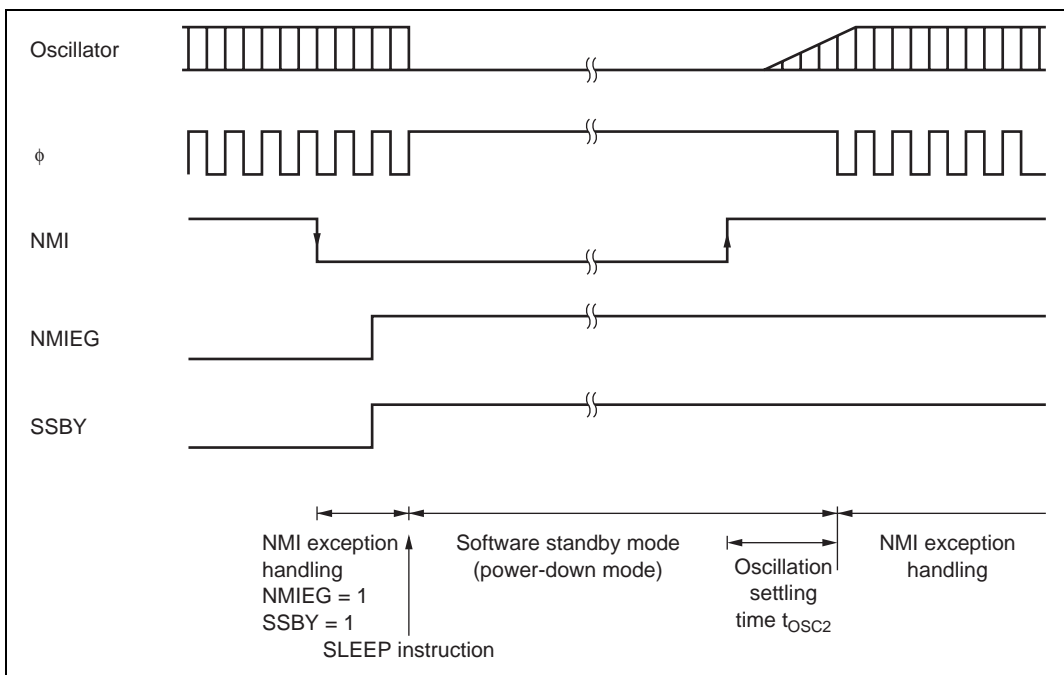 Oscillator
ϕ
NMI
NMIEG
SSBY
NMI exception
handling
NMIEG = 1
SSBY = 1
SLEEP instruction
Software standby mode
(power-down mode)
Oscillation
settling
time tOSC2
NMI exception
handling